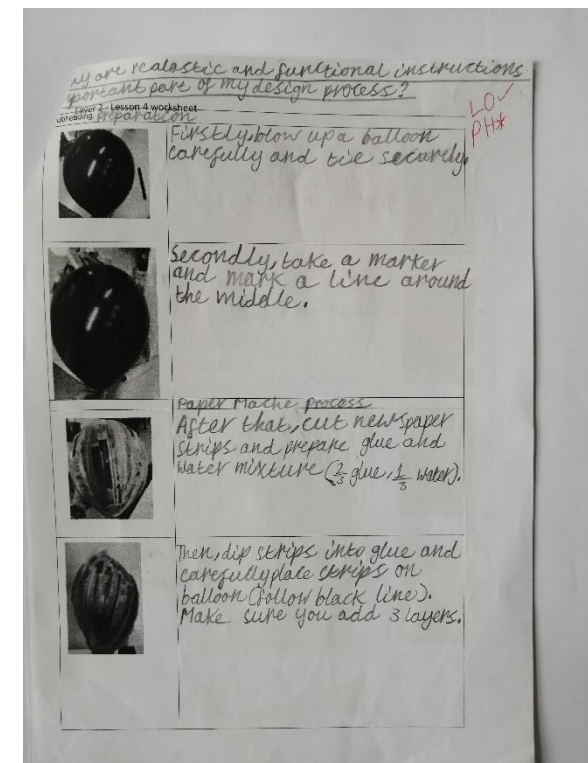 ny are realastic and functional instructions
portant part of my design process?
Layer 2 - Lesson 4 worksheet
ubheading: preparation
LO✓
PH*
Firstly, blow up a balloon
carefully and tie securely.
Secondly, take a marker
and mark a line around
the middle.
Paper Mache process
After that, cut newspaper
strips and prepare glue and
water mixture (2/3 glue, 1/3 water).
Then, dip strips into glue and
carefully place strips on
balloon (follow black line).
Make sure you add 3 layers.